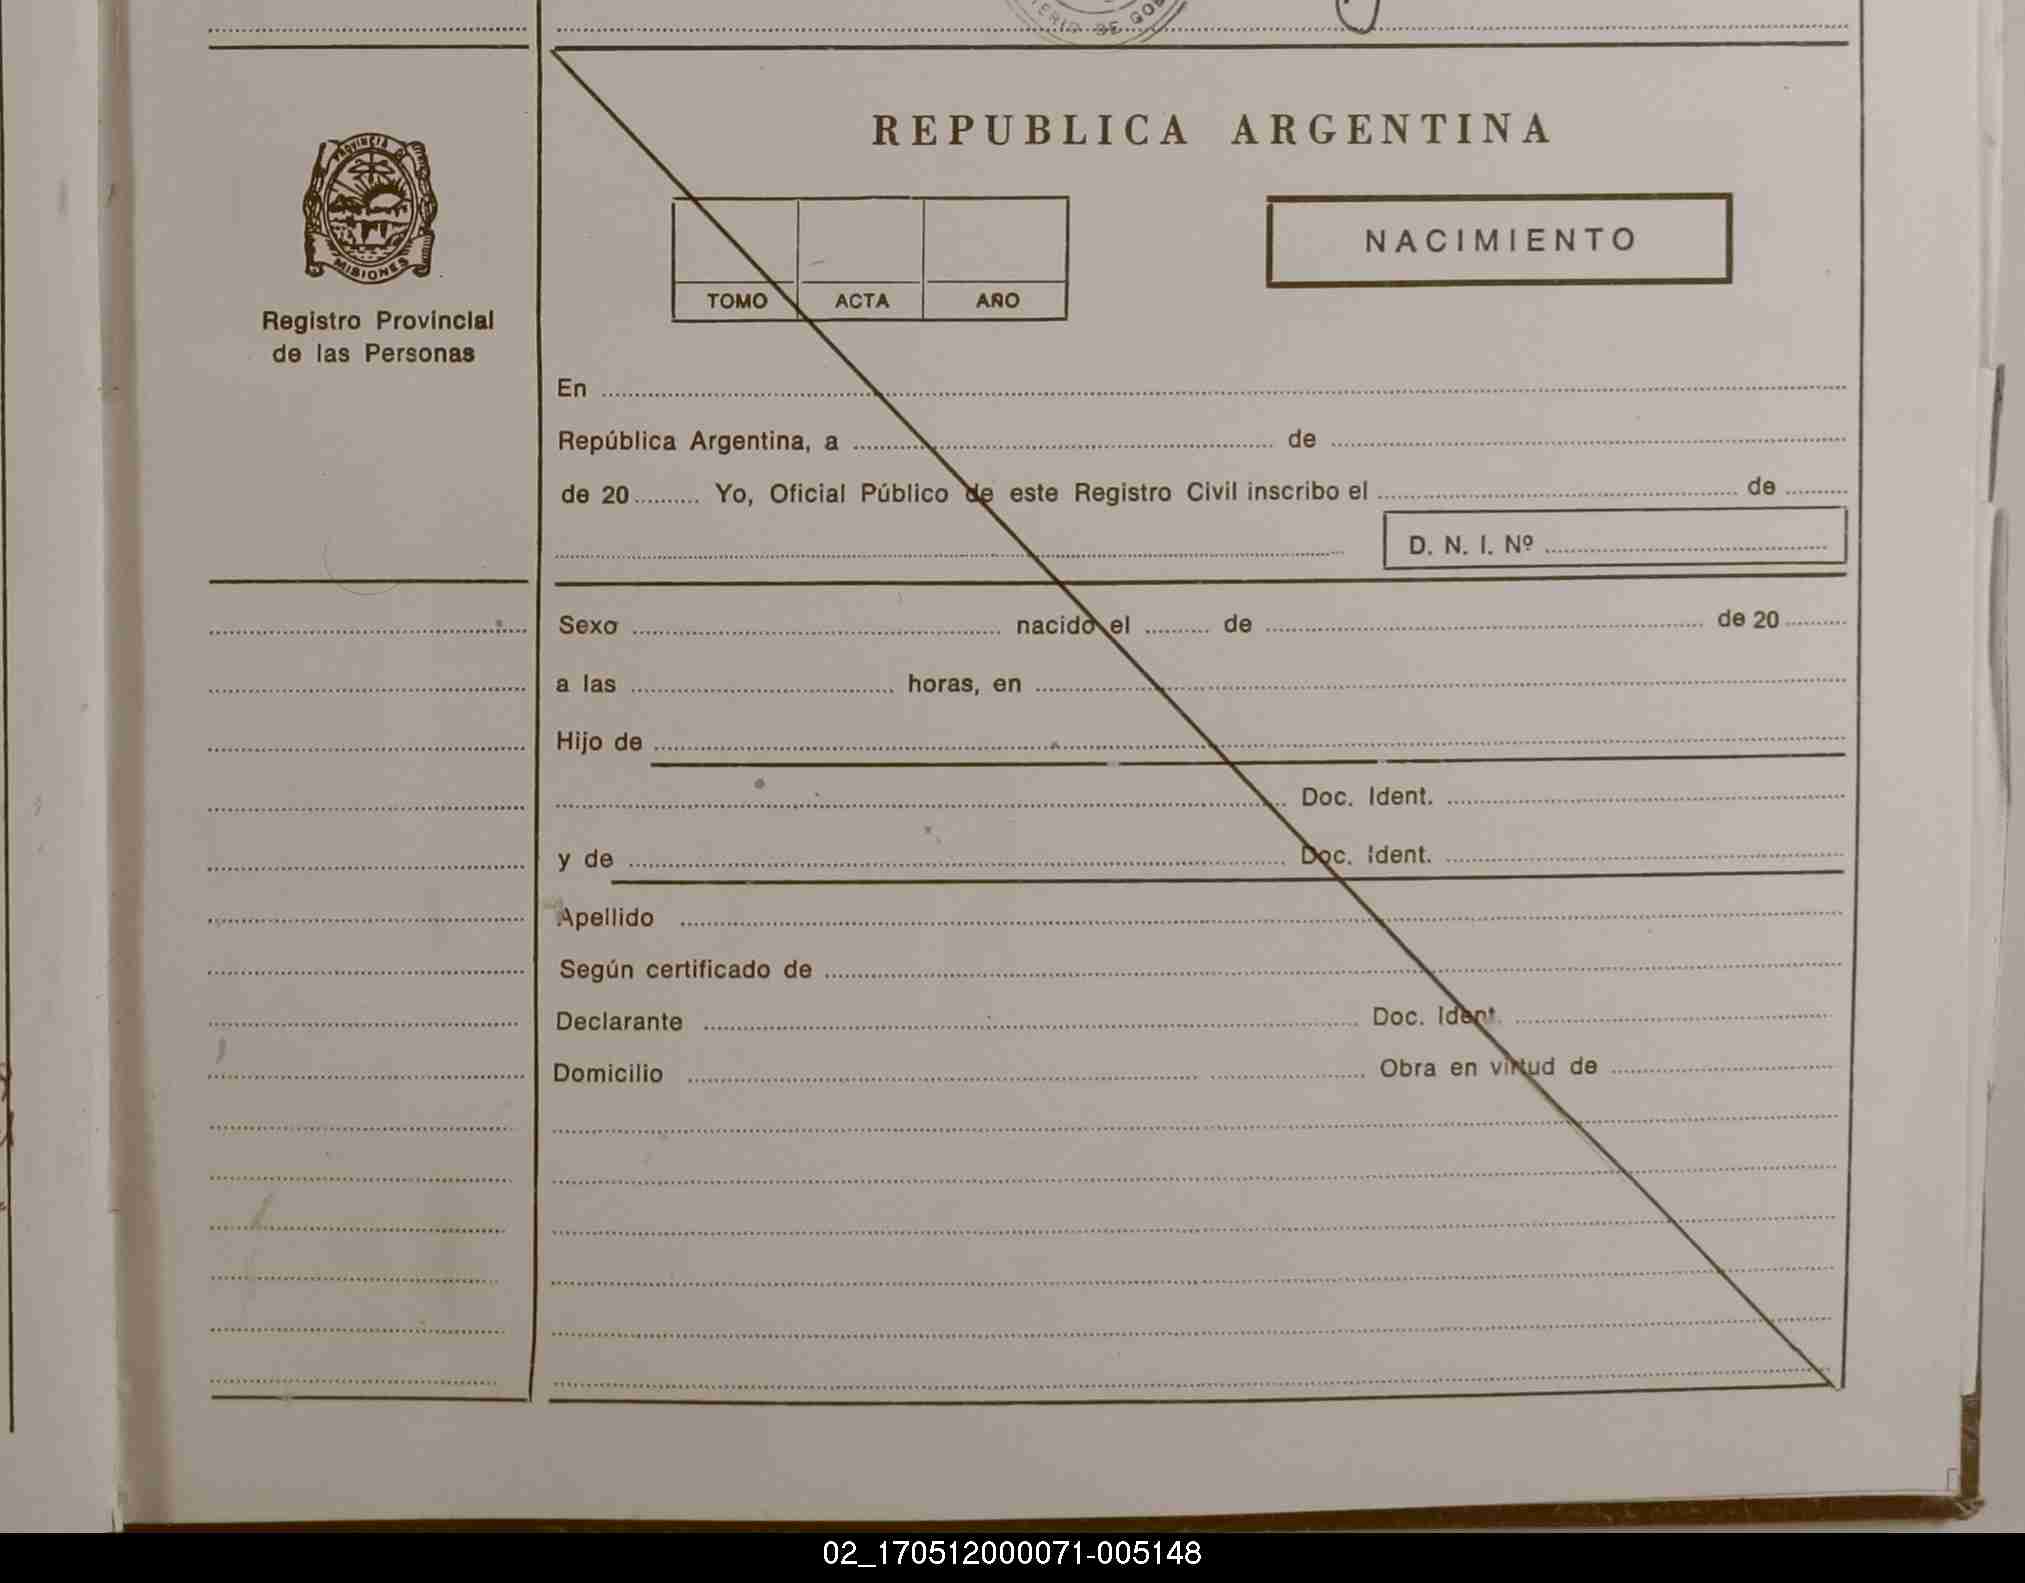 TERIO DE GOB
PROVINCIA D
MISIONES
Registro Provincial
de las Personas
REPUBLICA ARGENTINA
NACIMIENTO
TOMO ACTA AÑO
En
República Argentina, a de
de 20 Yo, Oficial Público de este Registro Civil inscribo el de
D. N. I. Nº
Sexo nacido el de de 20
a las horas, en
Hijo de
Doc. Ident.
y de Doc. Ident.
Apellido
Según certificado de
Declarante Doc. Ident.
Domicilio Obra en virtud de
02_170512000071-005148